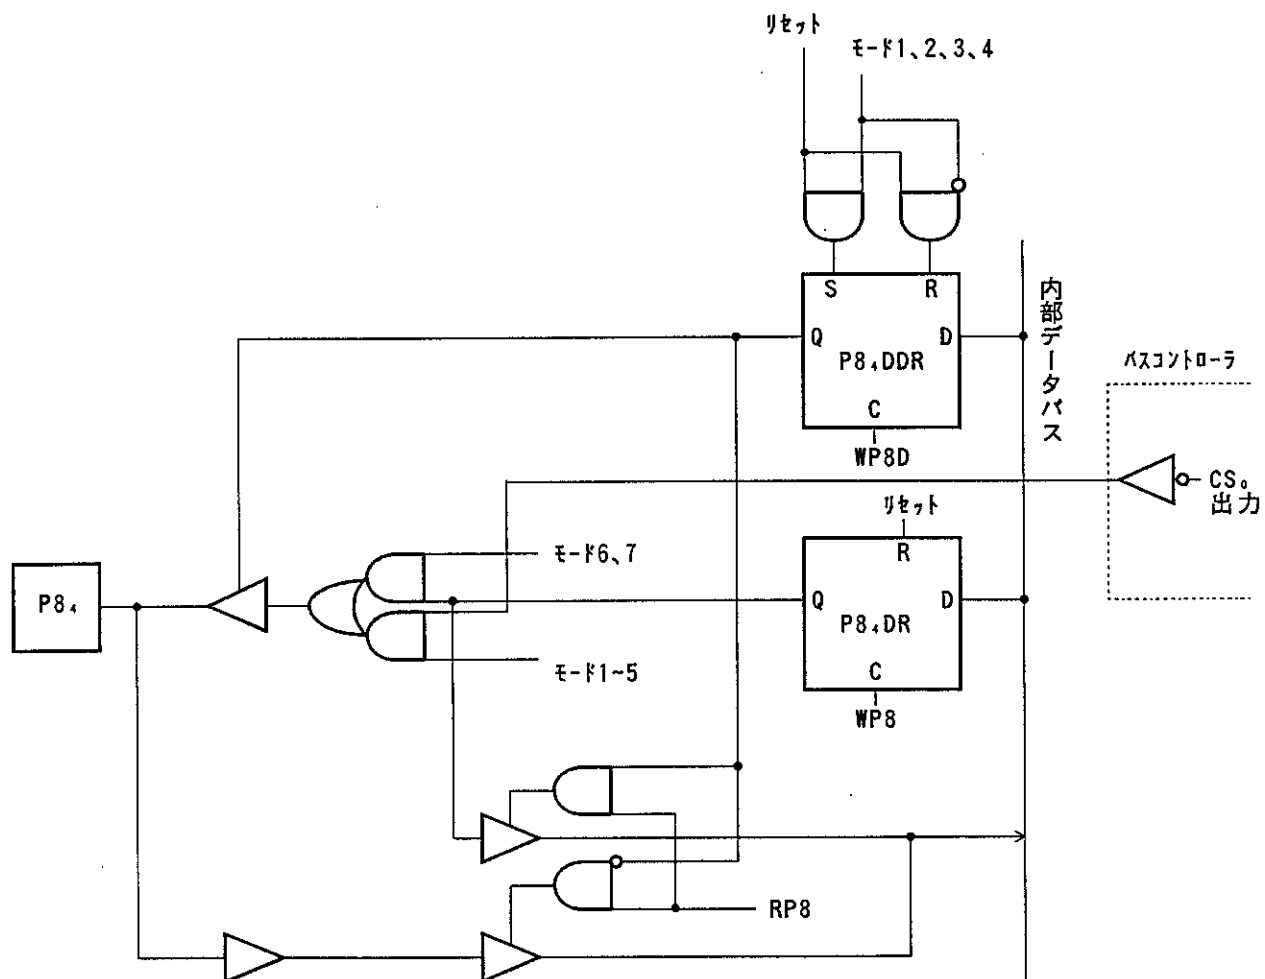 リセット
モード1、2、3、4
S
R
Q
D
P8₄DDR
C
WP8D
内部データバス
バスコントローラ
CS₀
出力
リセット
R
モード6、7
P8₄
Q
D
P8₄DR
モード1~5
C
WP8
RP8